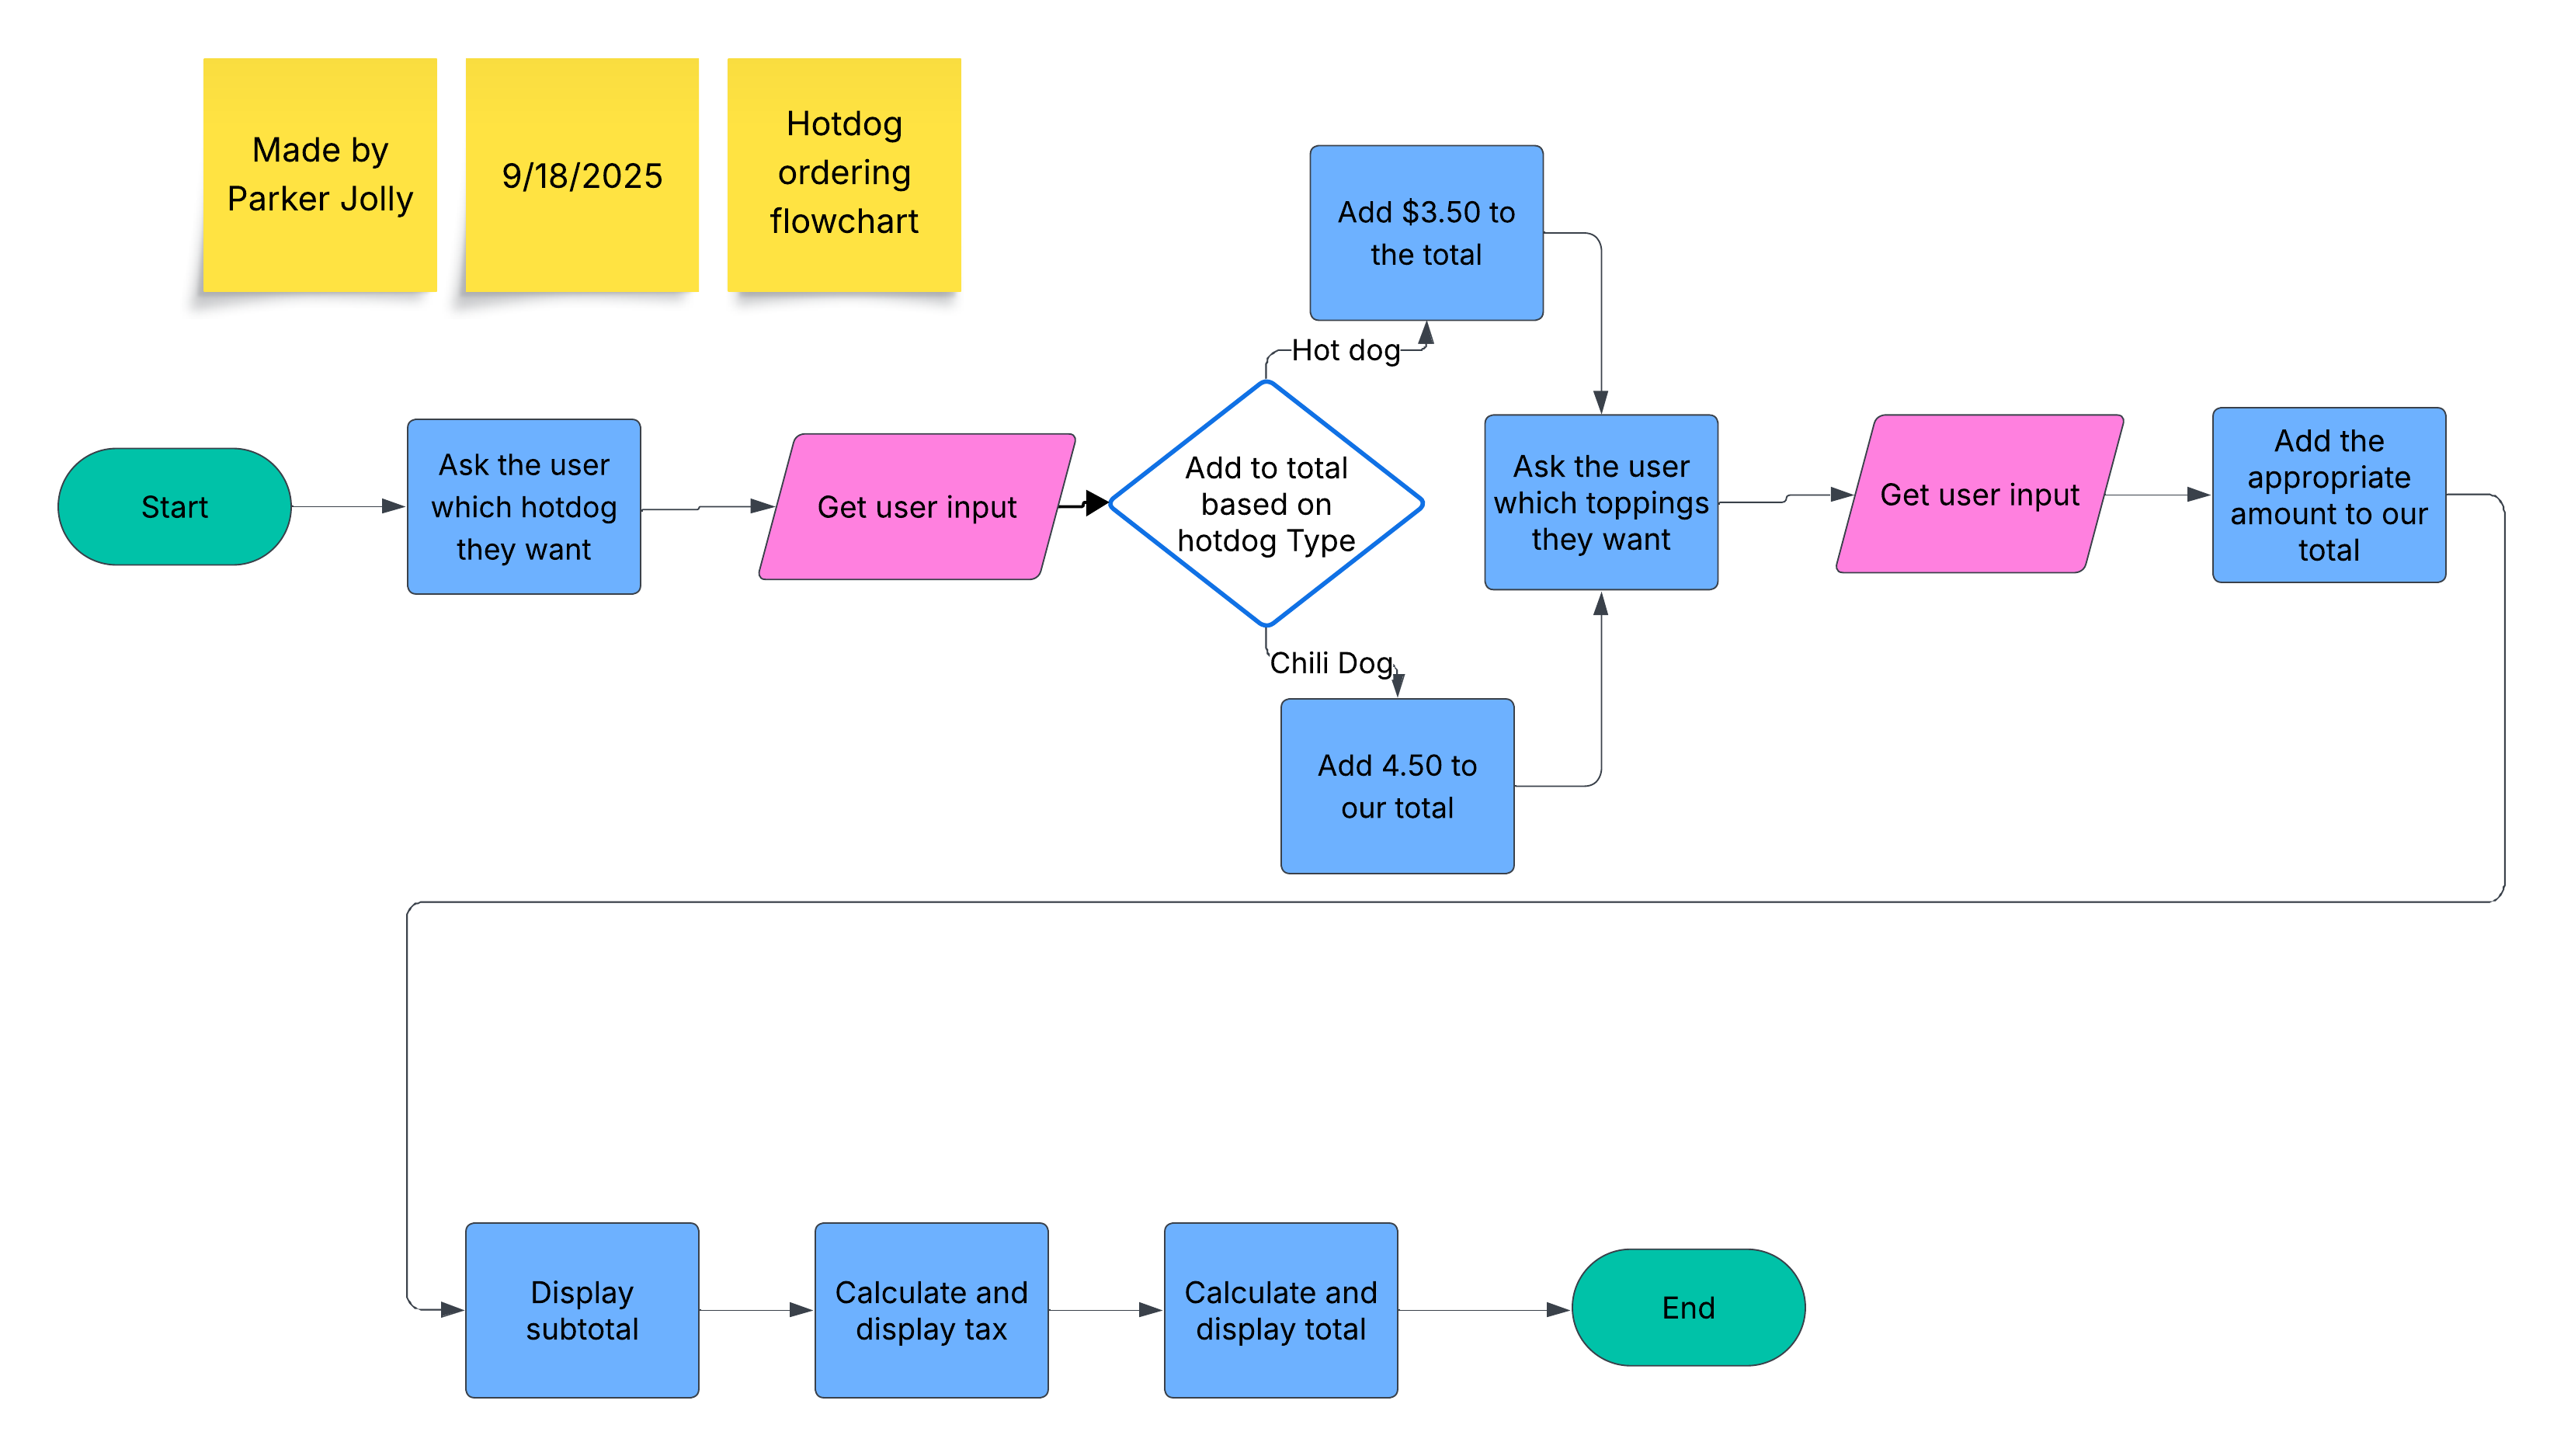 Made by
Parker Jolly
9/18/2025
Hotdog
ordering
flowchart
Start
Ask the user
which hotdog
they want
Get user input
Add to total
based on
hotdog Type
Hot dog
Add $3.50 to
the total
Chili Dog
Add 4.50 to
our total
Ask the user
which toppings
they want
Get user input
Add the
appropriate
amount to our
total
Display
subtotal
Calculate and
display tax
Calculate and
display total
End